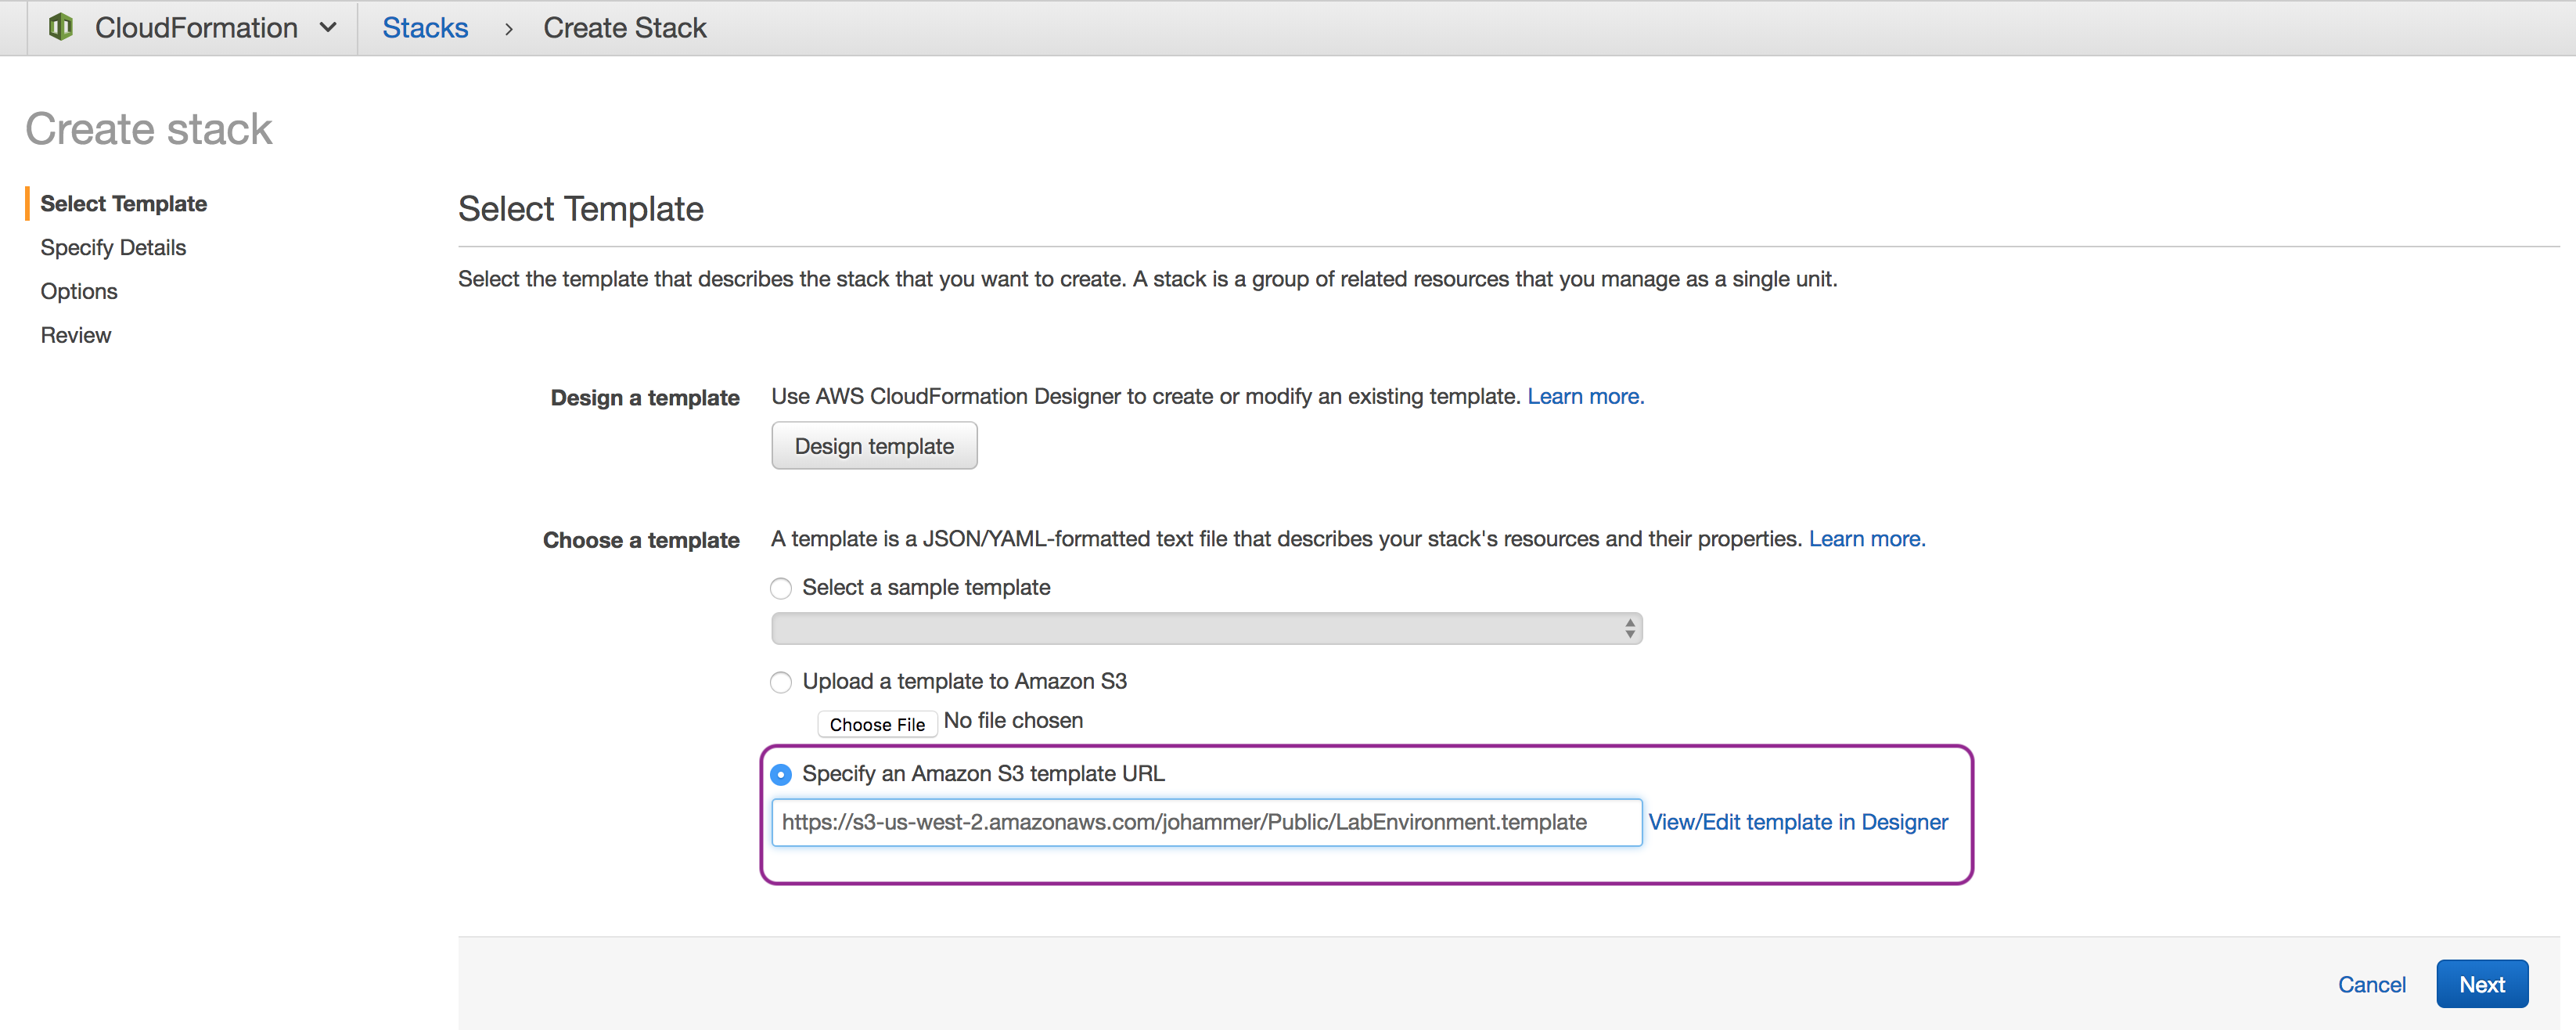 CloudFormation
Stacks > Create Stack
Create stack
Select Template
Specify Details
Options
Review
Select Template
Select the template that describes the stack that you want to create. A stack is a group of related resources that you manage as a single unit.
Design a template
Use AWS CloudFormation Designer to create or modify an existing template. Learn more.
Design template
Choose a template
A template is a JSON/YAML-formatted text file that describes your stack's resources and their properties. Learn more.
Select a sample template
Upload a template to Amazon S3
Choose File No file chosen
Specify an Amazon S3 template URL
https://s3-us-west-2.amazonaws.com/johammer/Public/LabEnvironment.template View/Edit template in Designer
Cancel Next